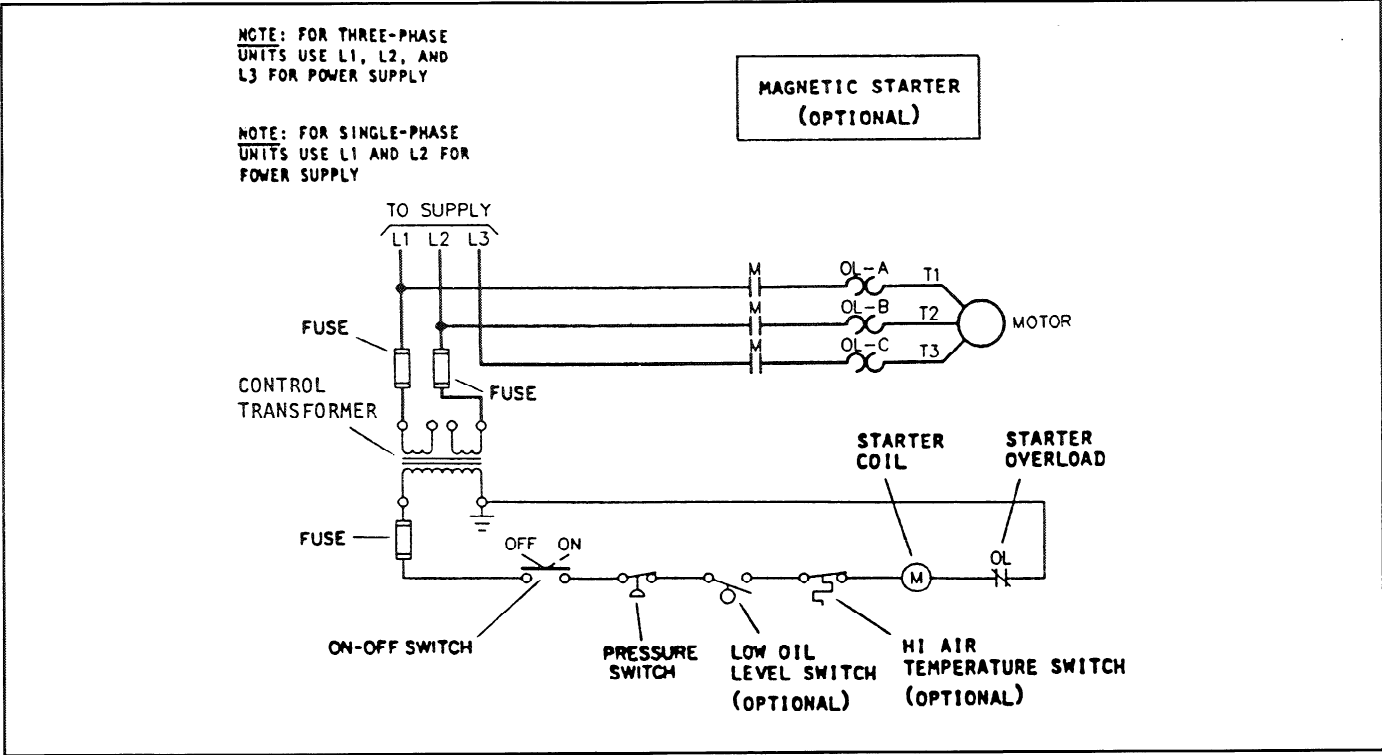 NOTE: FOR THREE-PHASE
UNITS USE L1, L2, AND
L3 FOR POWER SUPPLY
MAGNETIC STARTER
(OPTIONAL)
NOTE: FOR SINGLE-PHASE
UNITS USE L1 AND L2 FOR
POWER SUPPLY
TO SUPPLY
L1 L2 L3
M OL-A T1
M OL-B T2
MOTOR
M OL-C T3
FUSE
FUSE
CONTROL
TRANSFORMER
STARTER
COIL
STARTER
OVERLOAD
FUSE
OFF ON
M
OL
ON-OFF SWITCH
PRESSURE
SWITCH
LOW OIL
LEVEL SWITCH
(OPTIONAL)
HI AIR
TEMPERATURE SWITCH
(OPTIONAL)